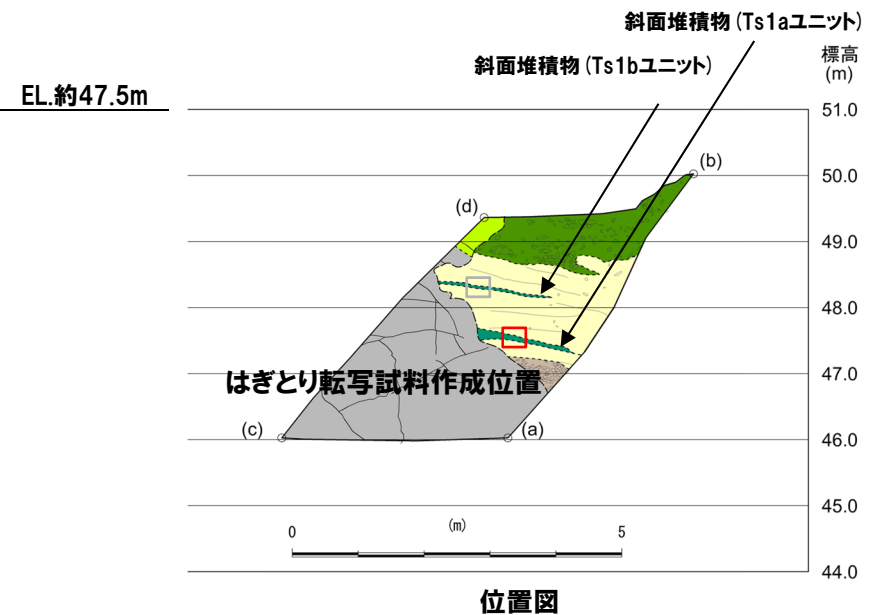 斜面堆積物(Ts1aユニット)
斜面堆積物(Ts1bユニット)
標高
(m)
EL.約47.5m
51.0
(b)
50.0
(d)
49.0
48.0
47.0
はぎとり転写試料作成位置
(c)
(a)
46.0
45.0
0
(m)
5
44.0
位置図